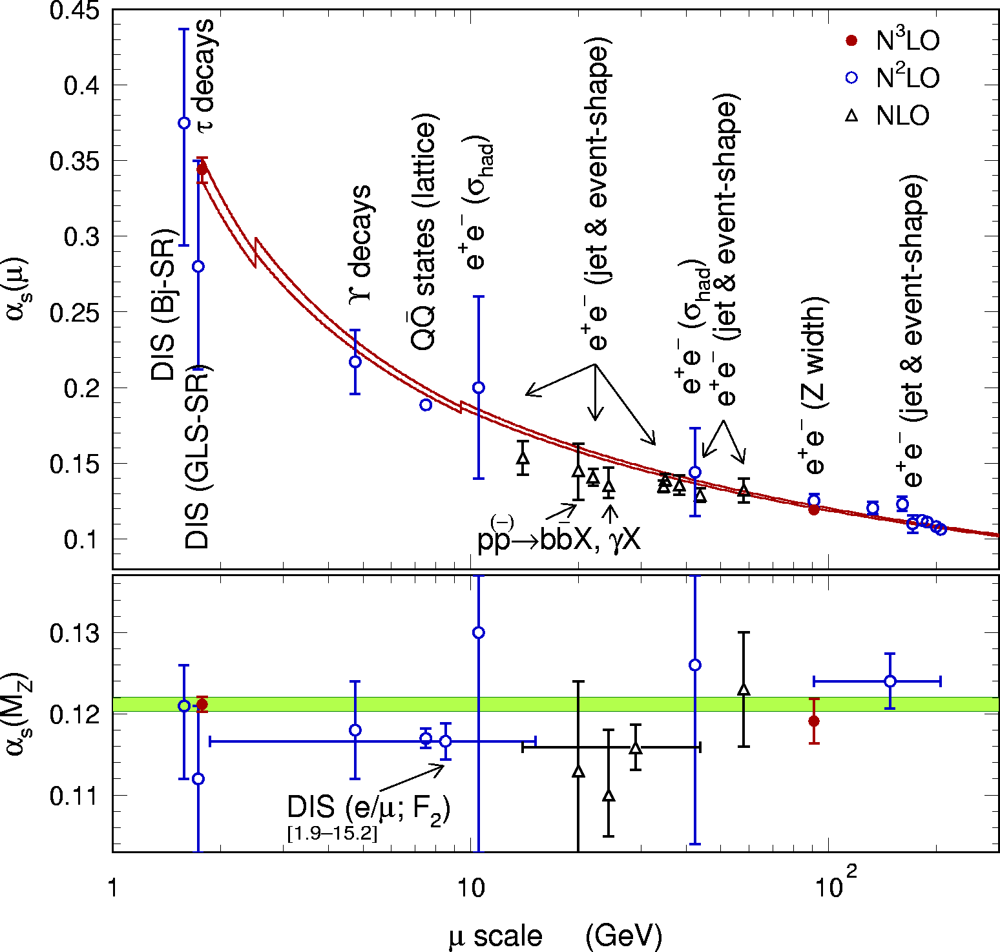 0.45
0.4
0.35
0.3
0.25
0.2
0.15
0.1
αs(μ)
N³LO
N²LO
NLO
τ decays
DIS (Bj-SR)
DIS (GLS-SR)
ϒ decays
QQ̄ states (lattice)
e⁺e⁻ (σhad)
e⁺e⁻ (jet & event-shape)
e⁺e⁻ (σhad)
e⁺e⁻ (jet & event-shape)
e⁺e⁻ (Z width)
e⁺e⁻ (jet & event-shape)
pp(–)→bb̄X, γX
0.13
0.12
0.11
αs(MZ)
DIS (e/μ; F₂)
[1.9–15.2]
1
10
10²
μ scale (GeV)